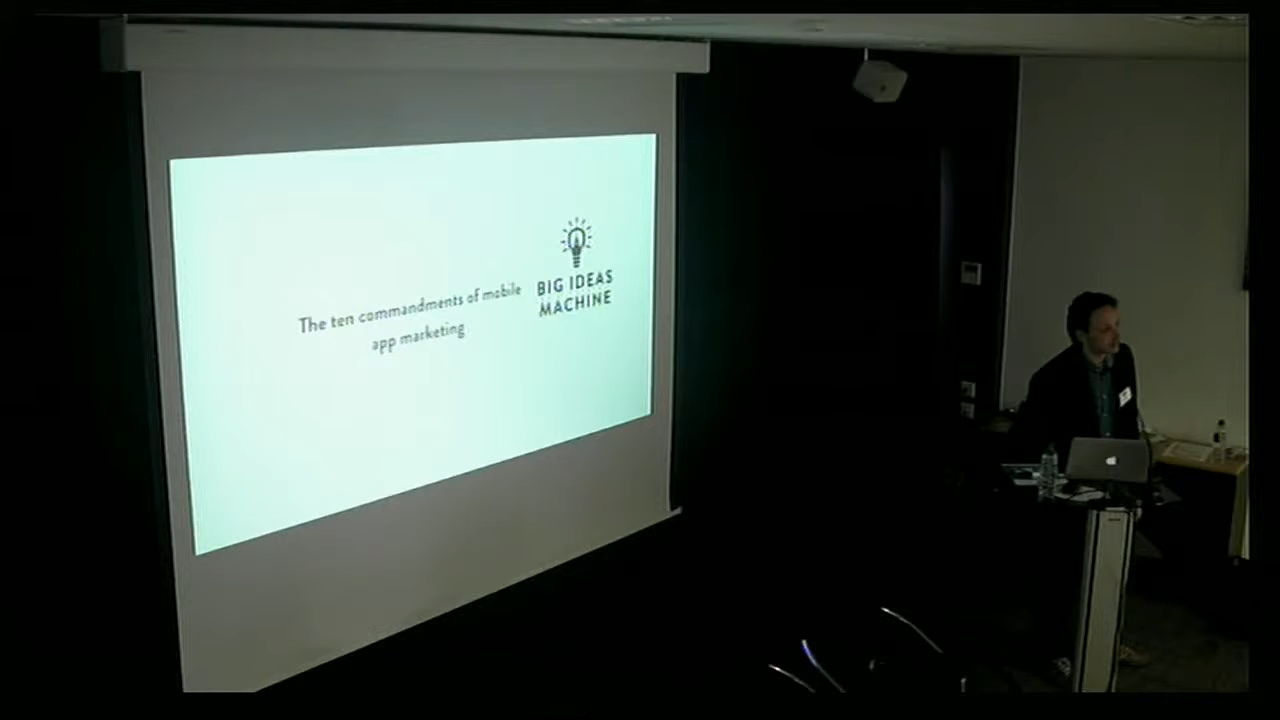 The ten commandments of mobile
app marketing
BIG IDEAS
MACHINE